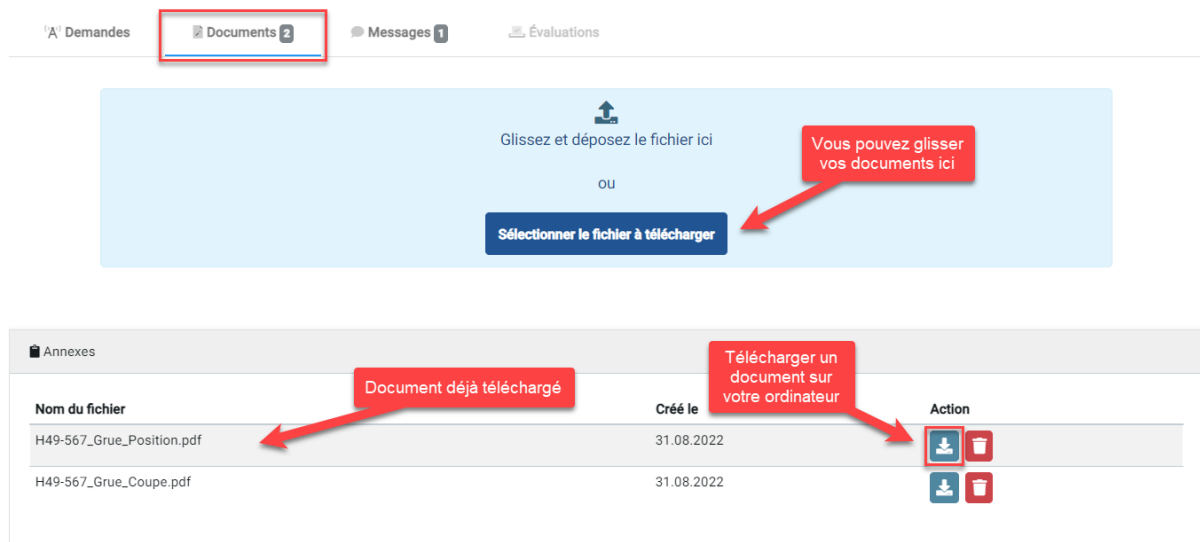 Demandes
Documents 2
Messages 1
Évaluations
Glissez et déposez le fichier ici
ou
Sélectionner le fichier à télécharger
Vous pouvez glisser
vos documents ici
Annexes
Télécharger un
document sur
votre ordinateur
Document déjà téléchargé
Nom du fichier
Créé le
Action
H49-567_Grue_Position.pdf
31.08.2022
H49-567_Grue_Coupe.pdf
31.08.2022